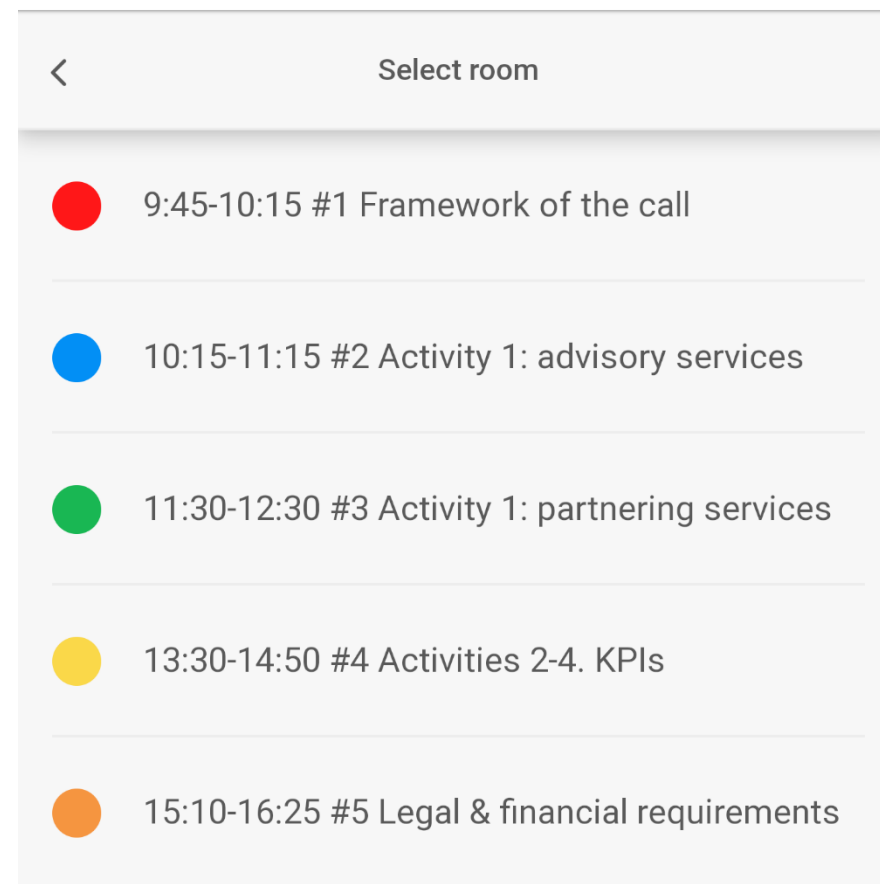 Select room
9:45-10:15 #1 Framework of the call
10:15-11:15 #2 Activity 1: advisory services
11:30-12:30 #3 Activity 1: partnering services
13:30-14:50 #4 Activities 2-4. KPIs
15:10-16:25 #5 Legal & financial requirements